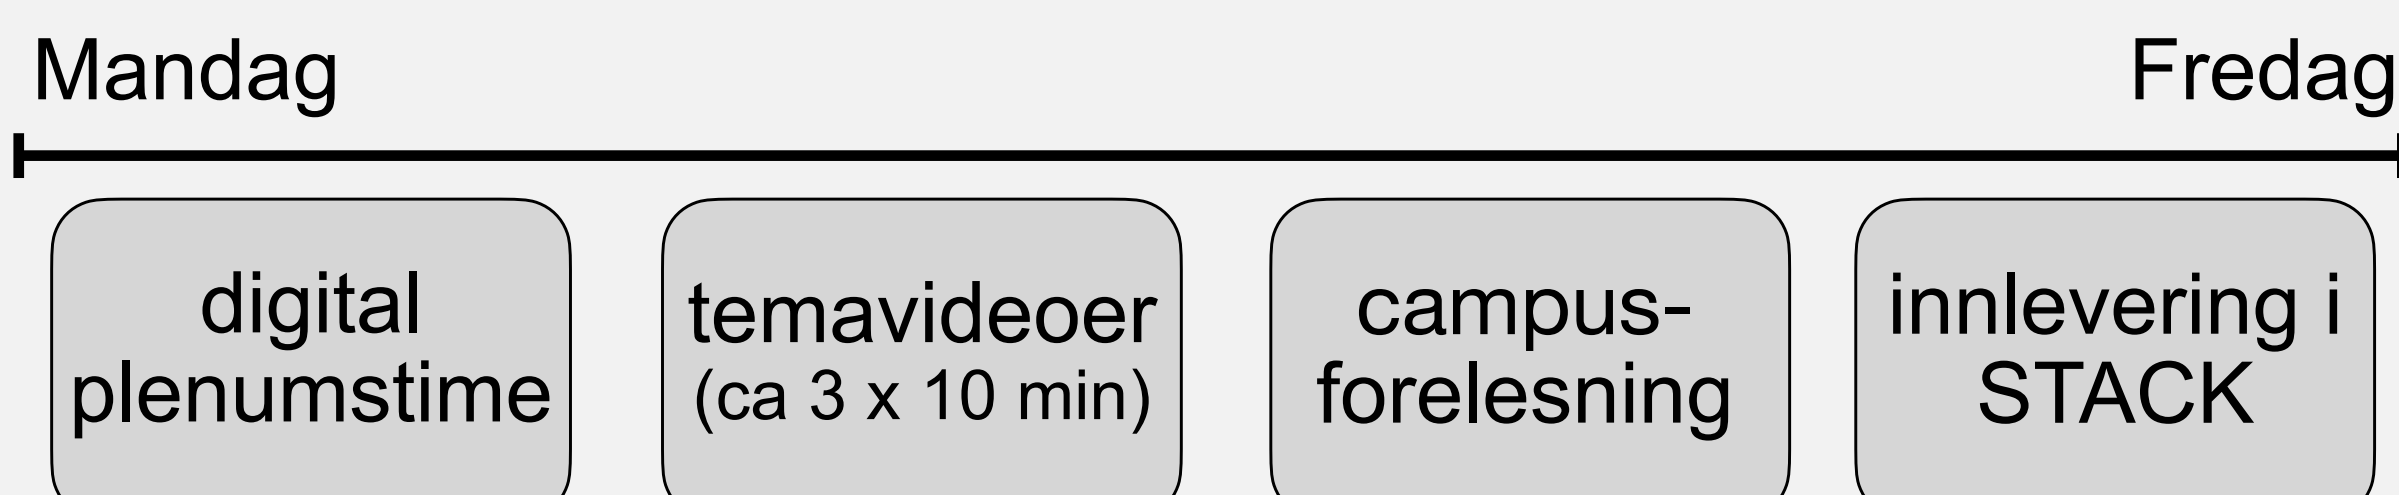 Mandag
Fredag
digital
plenumstime
temavideoer
(ca 3 x 10 min)
campus-
forelesning
innlevering i
STACK